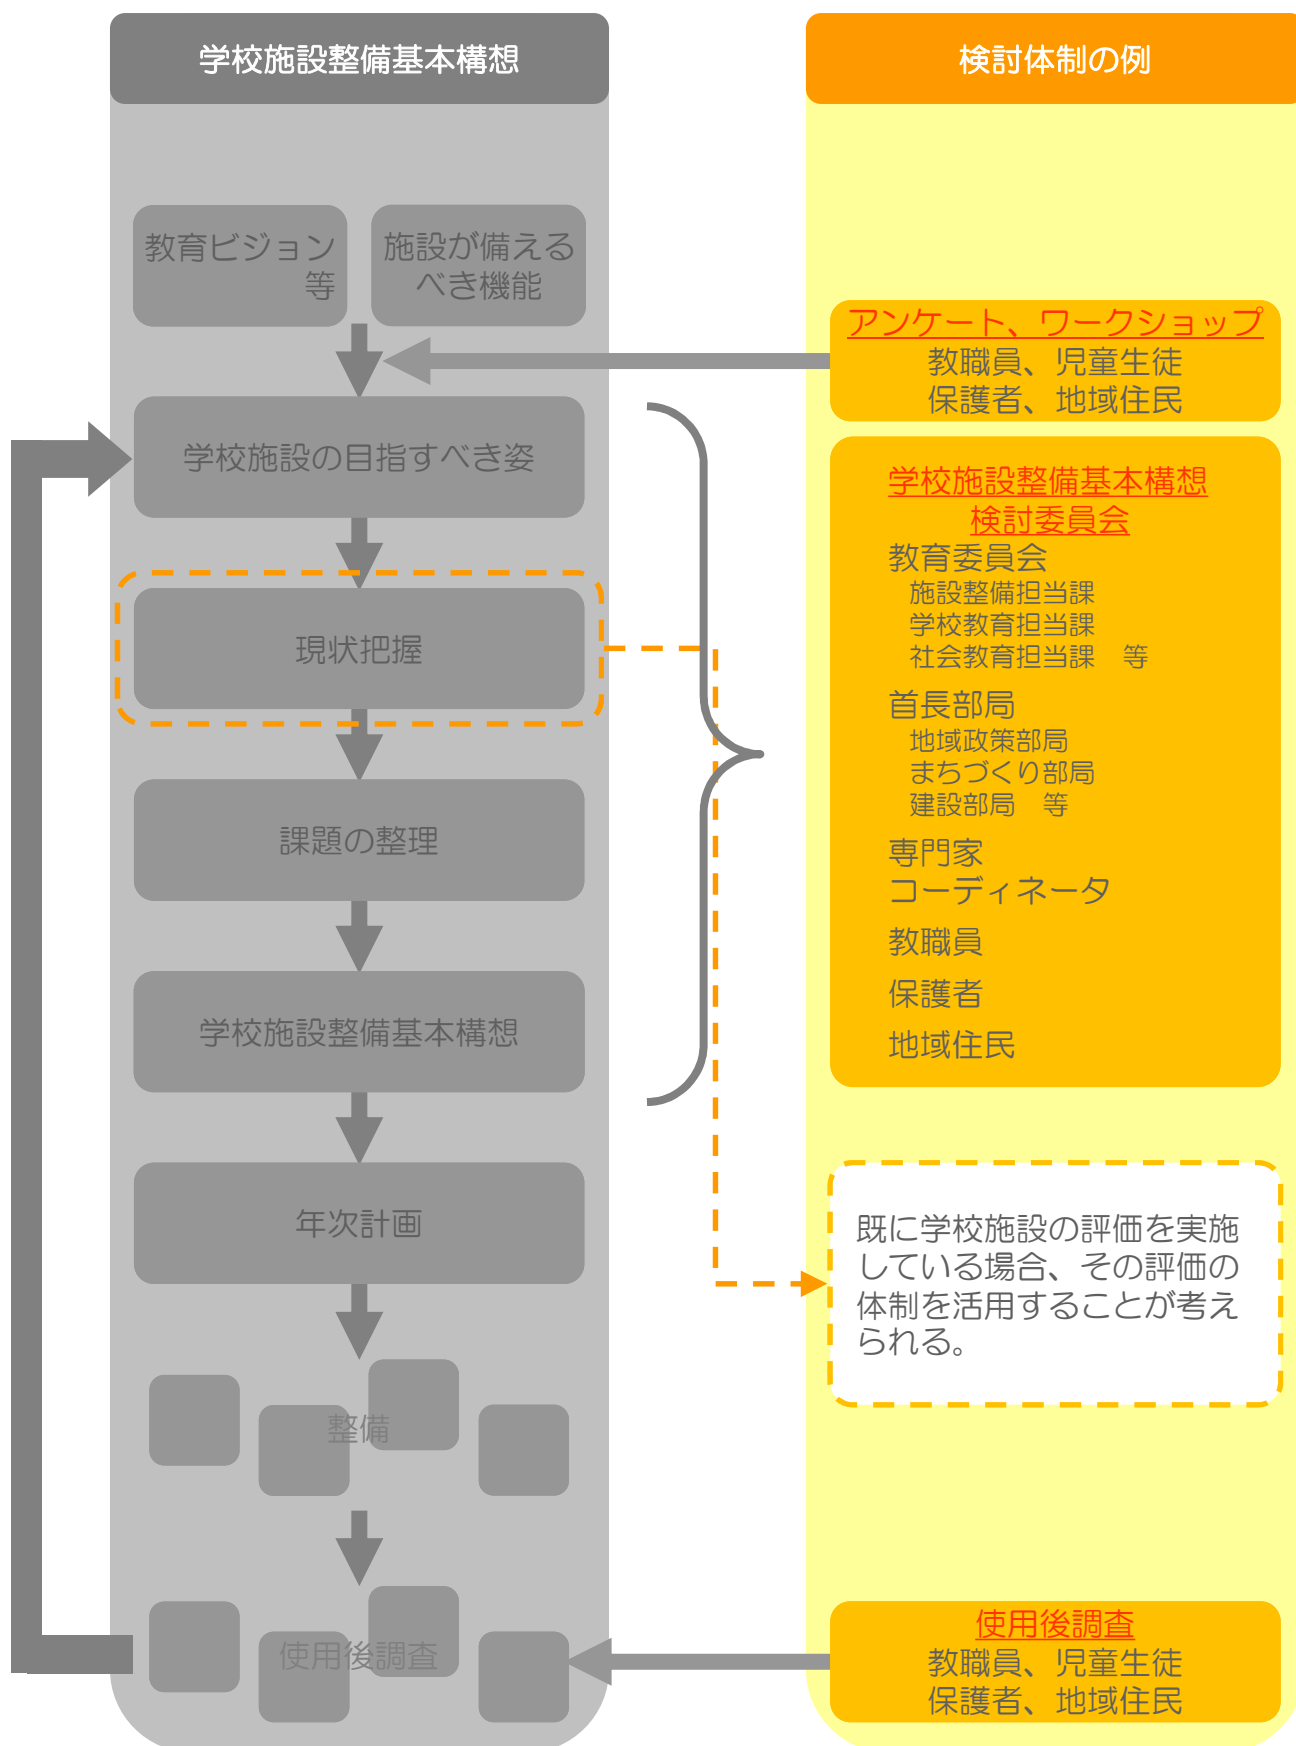 学校施設整備基本構想
教育ビジョン
等
施設が備える
べき機能
学校施設の目指すべき姿
現状把握
課題の整理
学校施設整備基本構想
年次計画
整備
使用後調査
検討体制の例
アンケート、ワークショップ
教職員、児童生徒
保護者、地域住民
学校施設整備基本構想
検討委員会
教育委員会
施設整備担当課
学校教育担当課
社会教育担当課　等
首長部局
地域政策部局
まちづくり部局
建設部局　等
専門家
コーディネータ
教職員
保護者
地域住民
既に学校施設の評価を実施
している場合、その評価の
体制を活用することが考え
られる。
使用後調査
教職員、児童生徒
保護者、地域住民